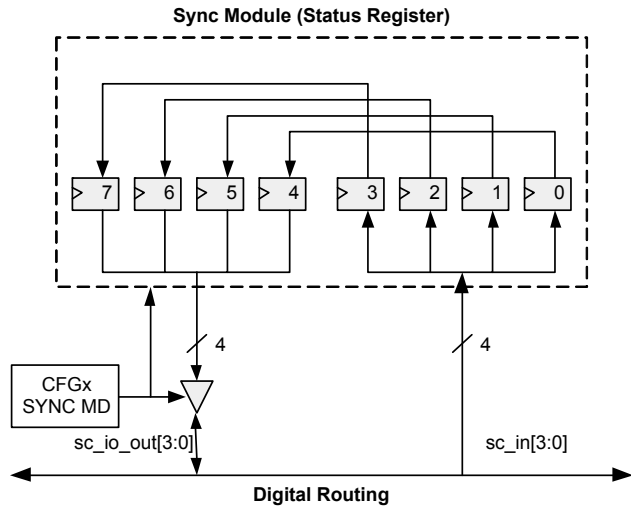 Sync Module (Status Register)
7 6 5 4 3 2 1 0
4 4
CFGx
SYNC MD
sc_io_out[3:0] sc_in[3:0]
Digital Routing